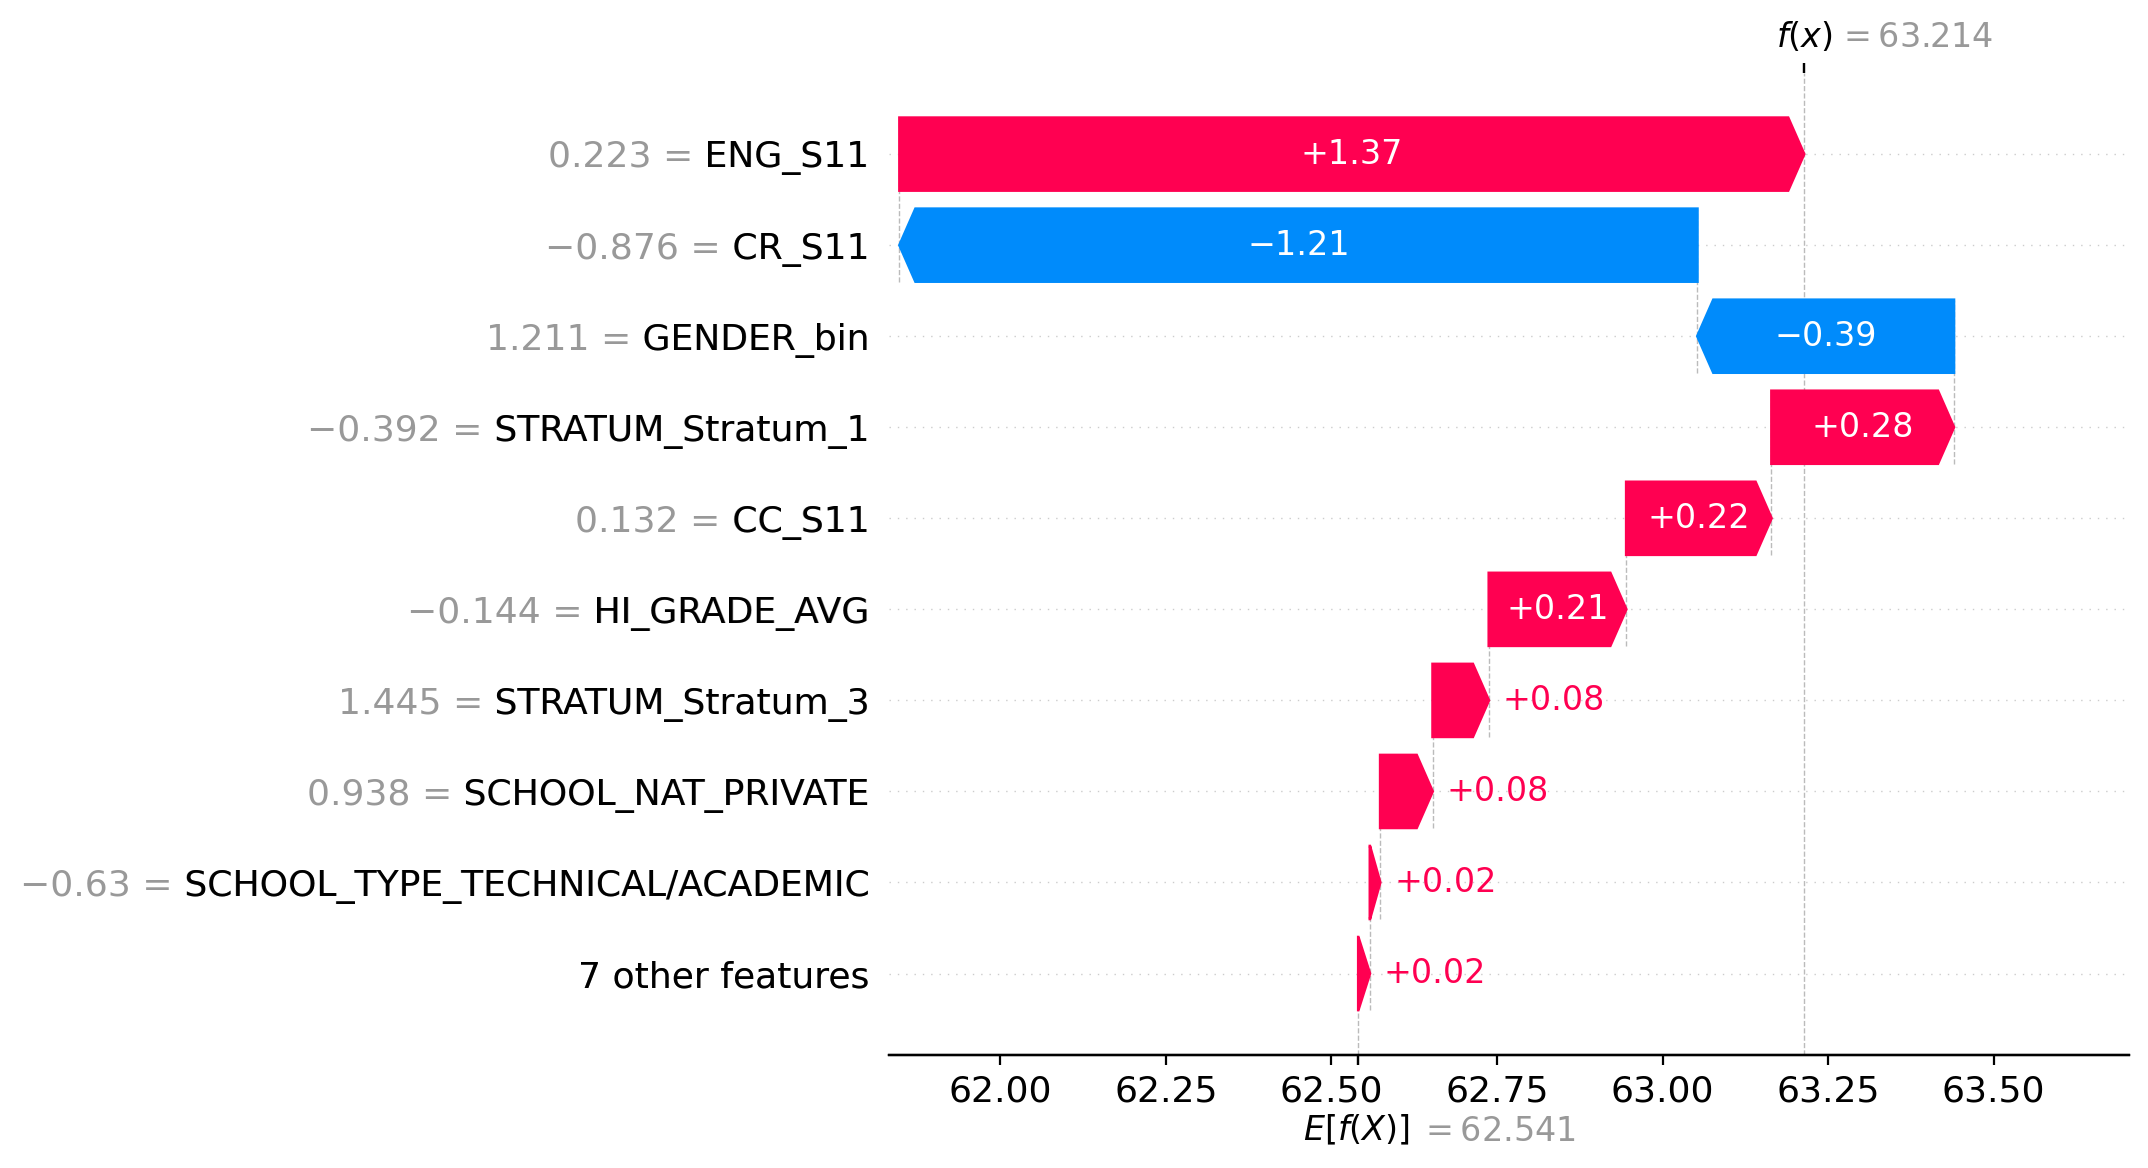 f(x) = 63.214
0.223 = ENG_S11
+1.37
−0.876 = CR_S11
−1.21
1.211 = GENDER_bin
−0.39
−0.392 = STRATUM_Stratum_1
+0.28
0.132 = CC_S11
+0.22
−0.144 = HI_GRADE_AVG
+0.21
1.445 = STRATUM_Stratum_3
+0.08
0.938 = SCHOOL_NAT_PRIVATE
+0.08
−0.63 = SCHOOL_TYPE_TECHNICAL/ACADEMIC
+0.02
7 other features
+0.02
62.00 62.25 62.50 62.75 63.00 63.25 63.50
E[f(X)] = 62.541